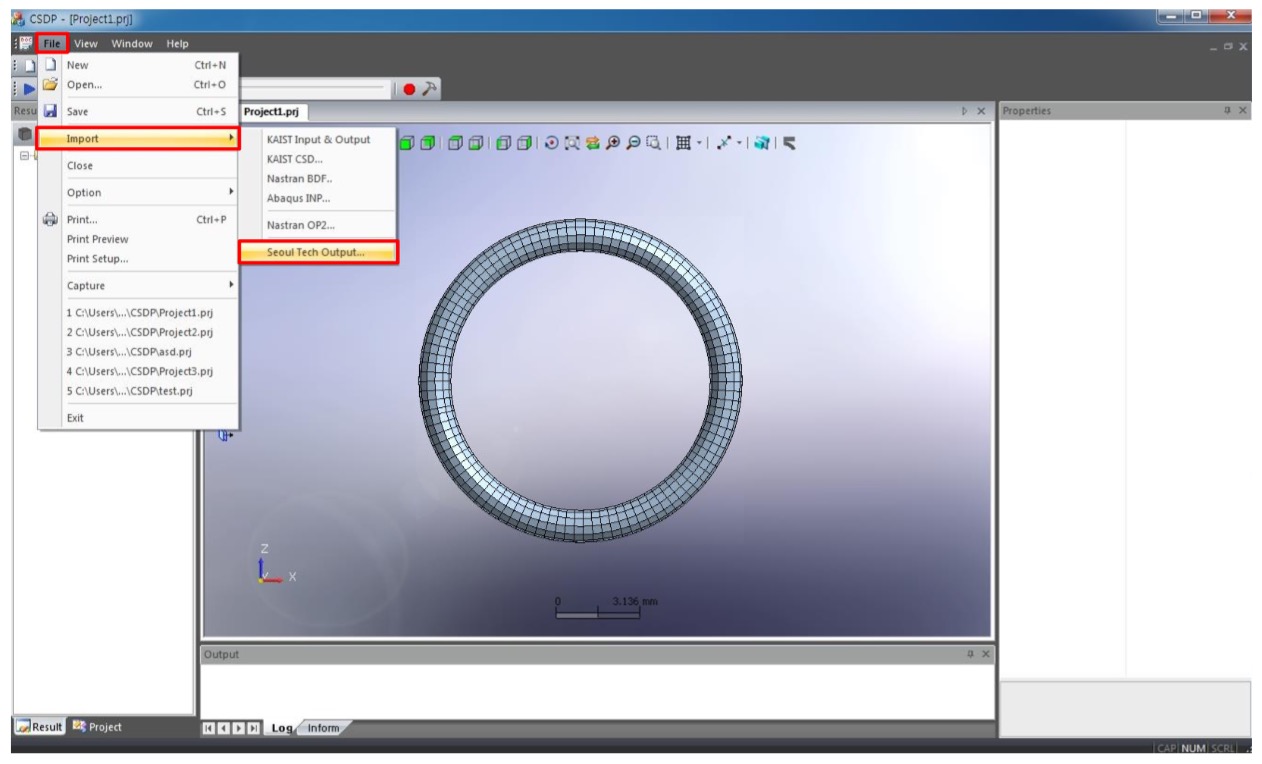 CSDP - [Project1.prj]
File View Window Help
New Ctrl+N
Open... Ctrl+O
Save Ctrl+S
Import
Close
Option
Print... Ctrl+P
Print Preview
Print Setup...
Capture
1 C:\Users\...\CSDP\Project1.prj
2 C:\Users\...\CSDP\Project2.prj
3 C:\Users\...\CSDP\asd.prj
4 C:\Users\...\CSDP\Project3.prj
5 C:\Users\...\CSDP\test.prj
Exit
KAIST Input & Output
KAIST CSD...
Nastran BDF..
Abaqus INP...
Nastran OP2...
Seoul Tech Output...
Resu
Project1.prj
Properties
Z
X
0 3.136 mm
Output
Log Inform
Result Project
CAP NUM SCRL